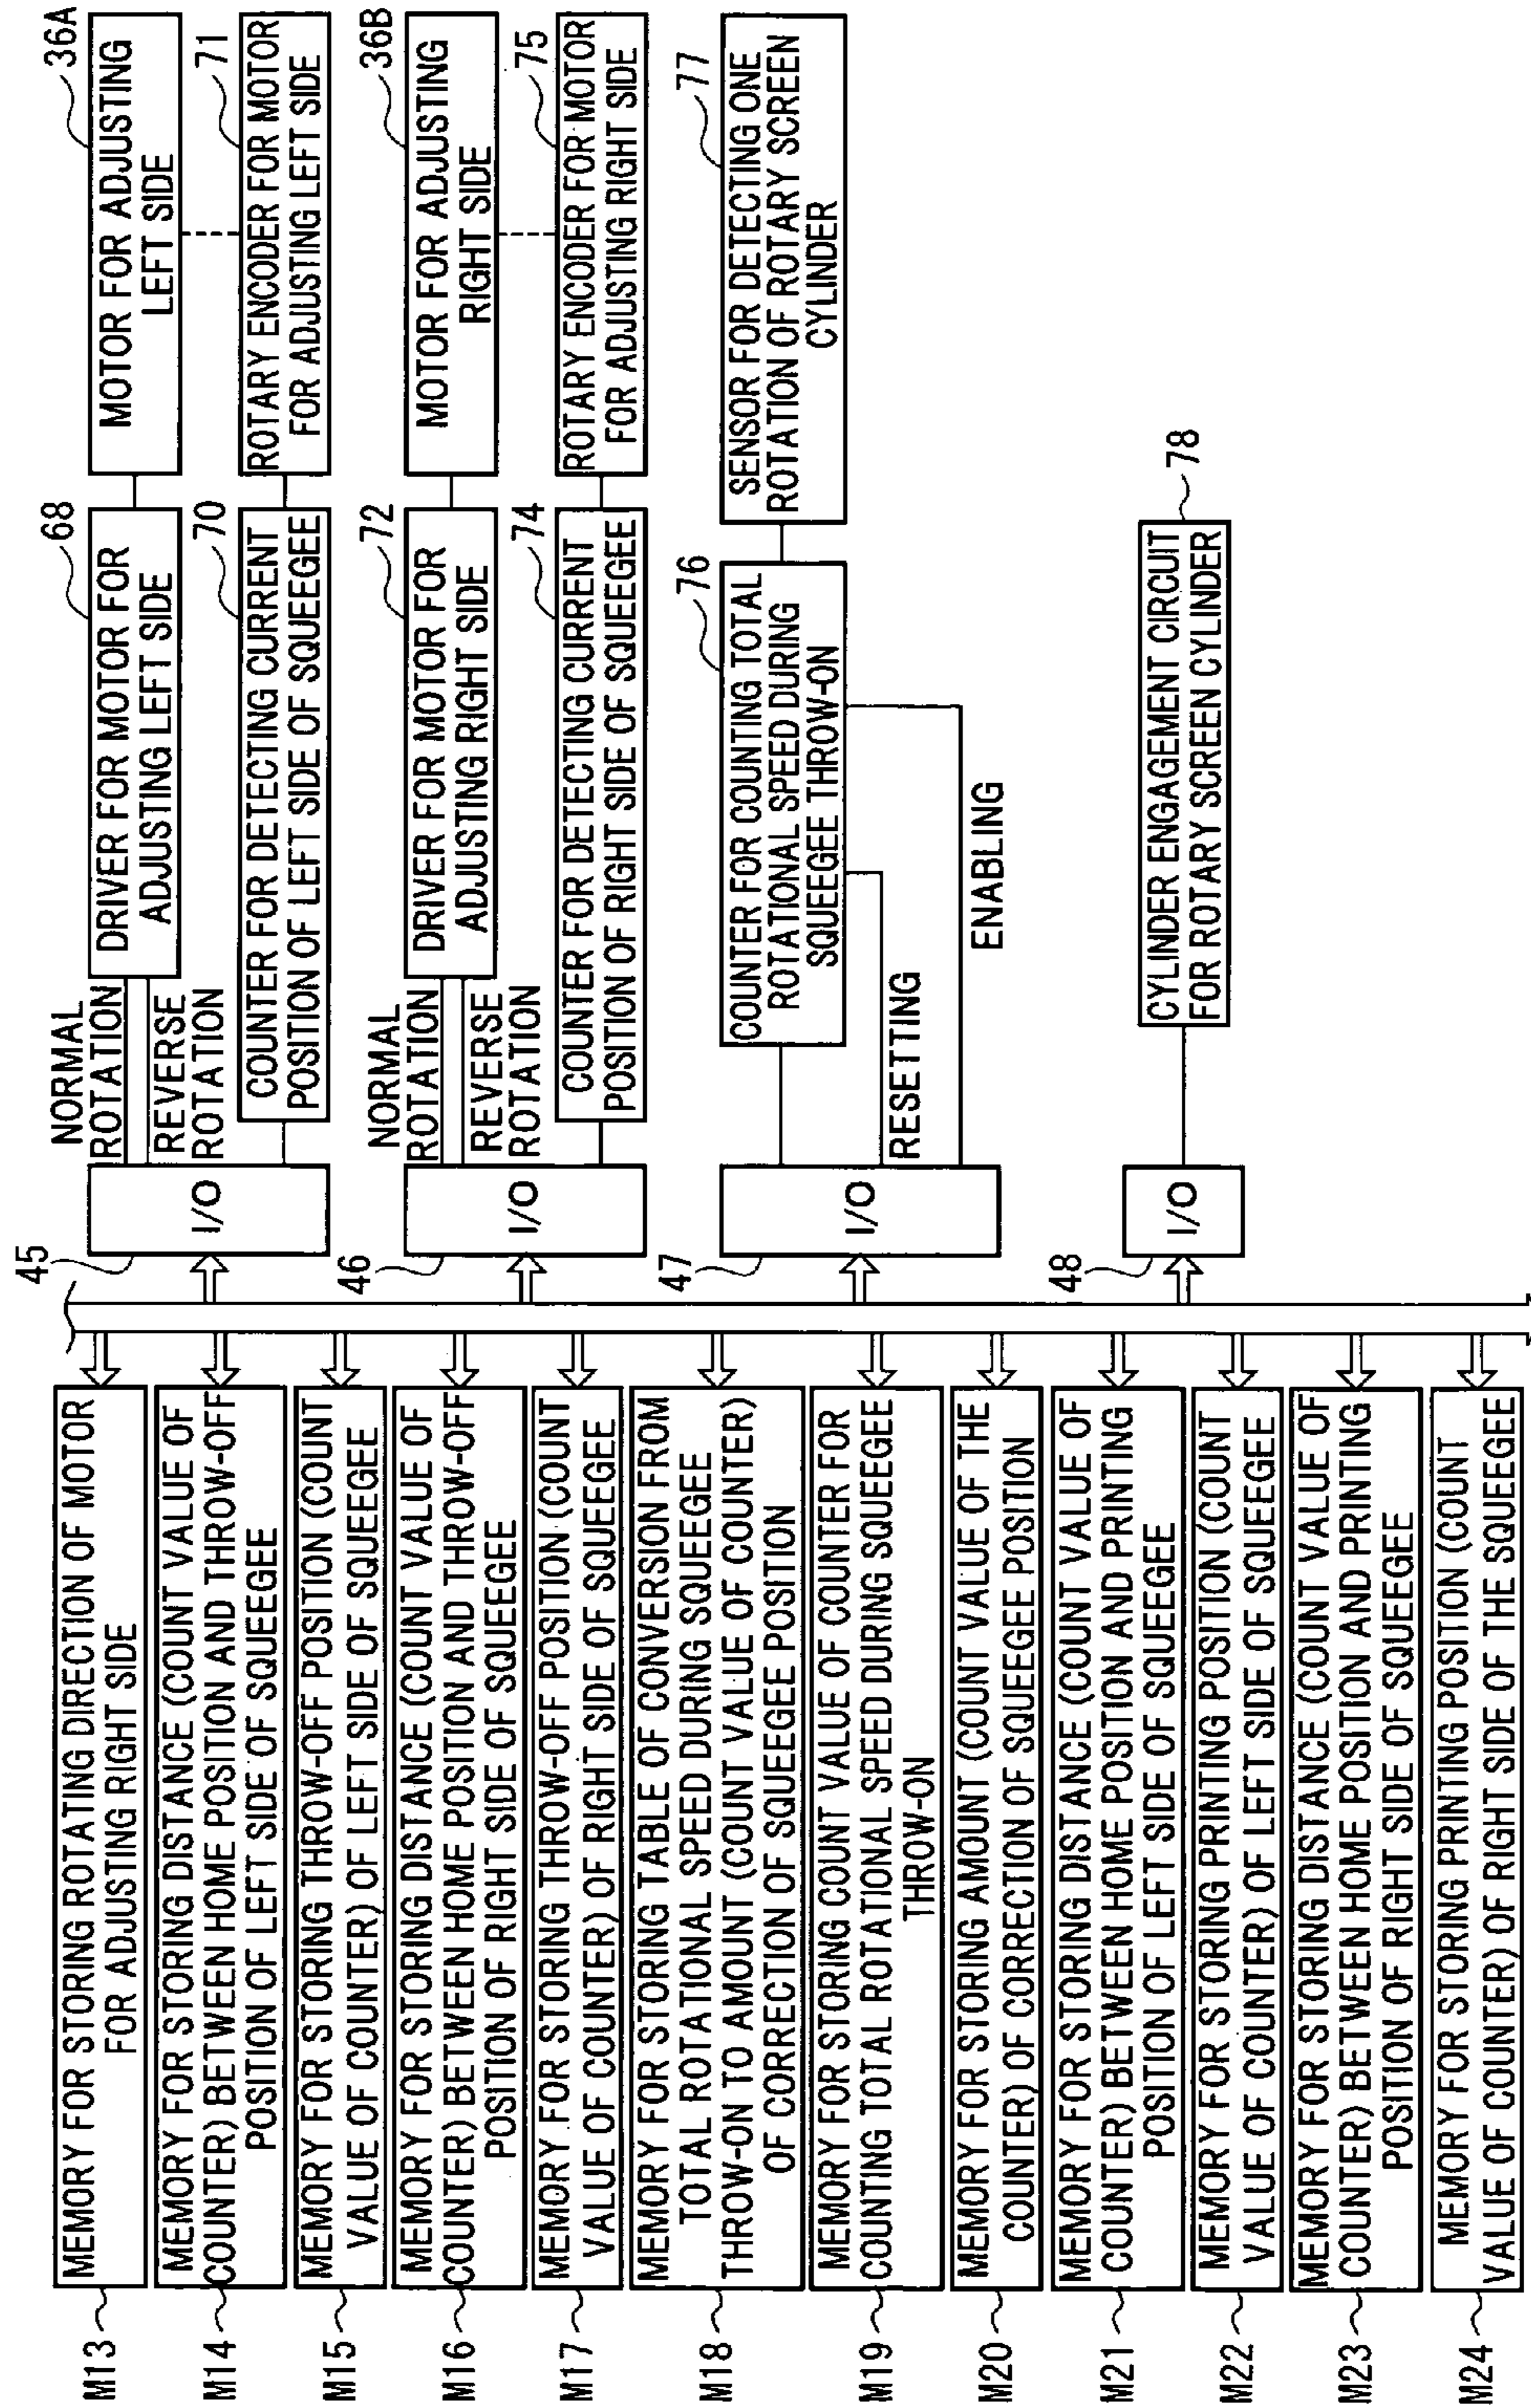 M13
MEMORY FOR STORING ROTATING DIRECTION OF MOTOR
FOR ADJUSTING RIGHT SIDE
M14
MEMORY FOR STORING DISTANCE (COUNT VALUE OF
COUNTER) BETWEEN HOME POSITION AND THROW-OFF
POSITION OF LEFT SIDE OF SQUEEGEE
M15
MEMORY FOR STORING THROW-OFF POSITION (COUNT
VALUE OF COUNTER) OF LEFT SIDE OF SQUEEGEE
M16
MEMORY FOR STORING DISTANCE (COUNT VALUE OF
COUNTER) BETWEEN HOME POSITION AND THROW-OFF
POSITION OF RIGHT SIDE OF SQUEEGEE
M17
MEMORY FOR STORING THROW-OFF POSITION (COUNT
VALUE OF COUNTER) OF RIGHT SIDE OF SQUEEGEE
M18
MEMORY FOR STORING TABLE OF CONVERSION FROM
TOTAL ROTATIONAL SPEED DURING SQUEEGEE
THROW-ON TO AMOUNT (COUNT VALUE OF COUNTER)
OF CORRECTION OF SQUEEGEE POSITION
M19
MEMORY FOR STORING COUNT VALUE OF COUNTER FOR
COUNTING TOTAL ROTATIONAL SPEED DURING SQUEEGEE
THROW-ON
M20
MEMORY FOR STORING AMOUNT (COUNT VALUE OF THE
COUNTER) OF CORRECTION OF SQUEEGEE POSITION
M21
MEMORY FOR STORING DISTANCE (COUNT VALUE OF
COUNTER) BETWEEN HOME POSITION AND PRINTING
POSITION OF LEFT SIDE OF SQUEEGEE
M22
MEMORY FOR STORING PRINTING POSITION (COUNT
VALUE OF COUNTER) OF LEFT SIDE OF SQUEEGEE
M23
MEMORY FOR STORING DISTANCE (COUNT VALUE OF
COUNTER) BETWEEN HOME POSITION AND PRINTING
POSITION OF RIGHT SIDE OF SQUEEGEE
M24
MEMORY FOR STORING PRINTING POSITION (COUNT
VALUE OF COUNTER) OF RIGHT SIDE OF THE SQUEEGEE
45
I/O
NORMAL
ROTATION
REVERSE
ROTATION
68
DRIVER FOR MOTOR FOR
ADJUSTING LEFT SIDE
36A
MOTOR FOR ADJUSTING
LEFT SIDE
70
COUNTER FOR DETECTING CURRENT
POSITION OF LEFT SIDE OF SQUEEGEE
71
ROTARY ENCODER FOR MOTOR
FOR ADJUSTING LEFT SIDE
46
I/O
NORMAL
ROTATION
REVERSE
ROTATION
72
DRIVER FOR MOTOR FOR
ADJUSTING RIGHT SIDE
36B
MOTOR FOR ADJUSTING
RIGHT SIDE
74
COUNTER FOR DETECTING CURRENT
POSITION OF RIGHT SIDE OF SQUEEGEE
75
ROTARY ENCODER FOR MOTOR
FOR ADJUSTING RIGHT SIDE
47
I/O
76
COUNTER FOR COUNTING TOTAL
ROTATIONAL SPEED DURING
SQUEEGEE THROW-ON
77
SENSOR FOR DETECTING ONE
ROTATION OF ROTARY SCREEN
CYLINDER
RESETTING
ENABLING
48
I/O
CYLINDER ENGAGEMENT CIRCUIT
FOR ROTARY SCREEN CYLINDER
78